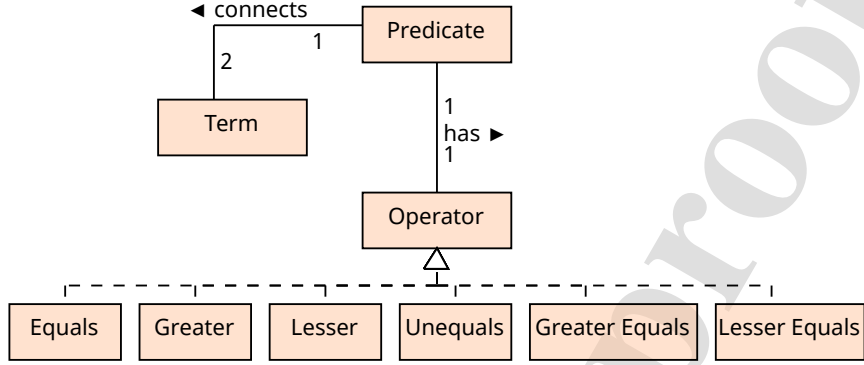 ◄ connects
Predicate
1
2
Term
1
has ►
1
Operator
Equals
Greater
Lesser
Unequals
Greater Equals
Lesser Equals